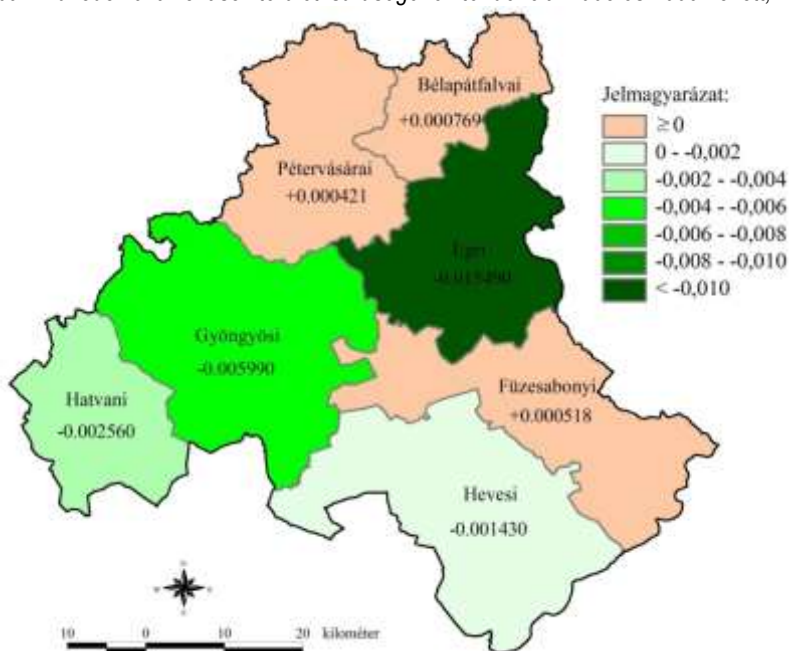 Bélapátfalvai
+0.000769
Pétervásárai
+0,000421
Egri
Gyöngyösi
-0.005990
Hatvani
-0.002560
Füzesabonyi
+0.000518
Hevesi
-0.001430
Jelmagyarázat:
≥ 0
0 - -0,002
-0,002 - -0,004
-0,004 - -0,006
-0,006 - -0,008
-0,008 - -0,010
< -0,010
10 0 10 20 kilométer